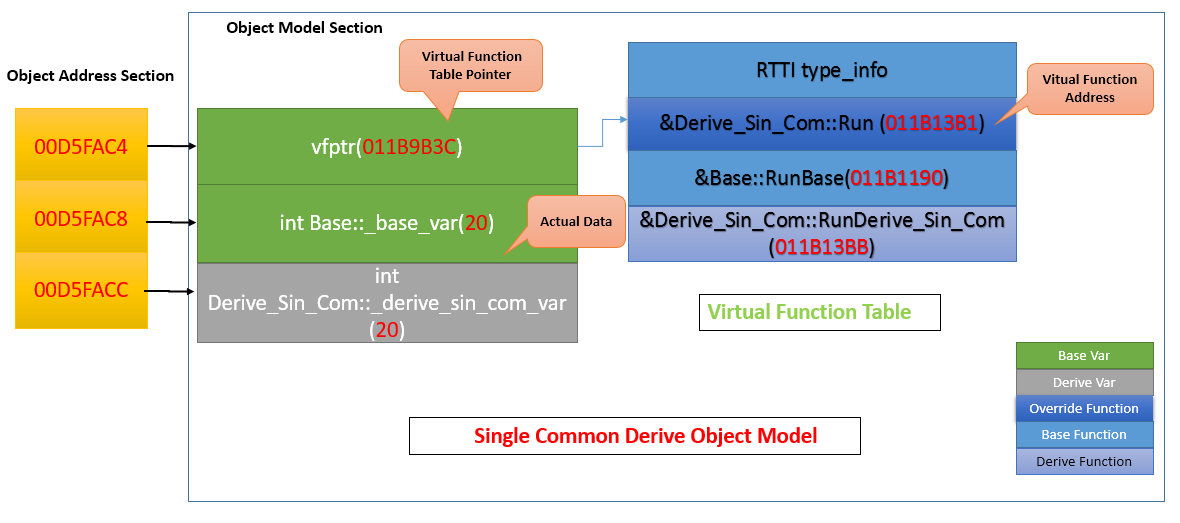 Object Model Section
Object Address Section
00D5FAC4
00D5FAC8
00D5FACC
Virtual Function
Table Pointer
vfptr(011B9B3C)
int Base::_base_var(20)
Actual Data
int
Derive_Sin_Com::_derive_sin_com_var
(20)
RTTI type_info
&Derive_Sin_Com::Run (011B13B1)
&Base::RunBase(011B1190)
&Derive_Sin_Com::RunDerive_Sin_Com
(011B13BB)
Vitual Function
Address
Virtual Function Table
Single Common Derive Object Model
Base Var
Derive Var
Override Function
Base Function
Derive Function